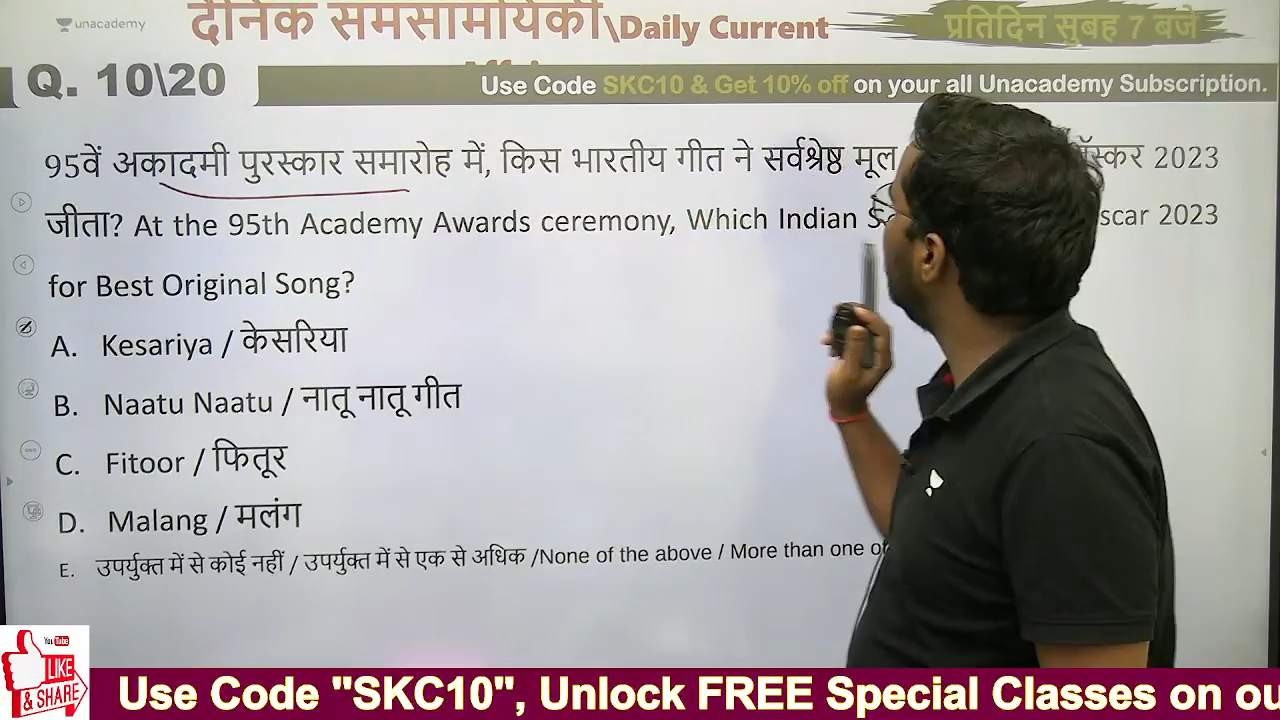 unacademy
दैनिक समसामयिकी\Daily Current
प्रतिदिन सुबह 7 बजे
Q. 10\20
Use Code SKC10 & Get 10% off on your all Unacademy Subscription.
95वें अकादमी पुरस्कार समारोह में, किस भारतीय गीत ने सर्वश्रेष्ठ मूल 2023
जीता? At the 95th Academy Awards ceremony, Which Indian 2023
for Best Original Song?
A. Kesariya / केसरिया
B. Naatu Naatu / नातू नातू गीत
C. Fitoor / फितूर
D. Malang / मलंग
E. उपर्युक्त में से कोई नहीं / उपर्युक्त में से एक से अधिक /None of the above / More than one
YouTube
LIKE
& SHARE
Use Code "SKC10", Unlock FREE Special Classes on ou